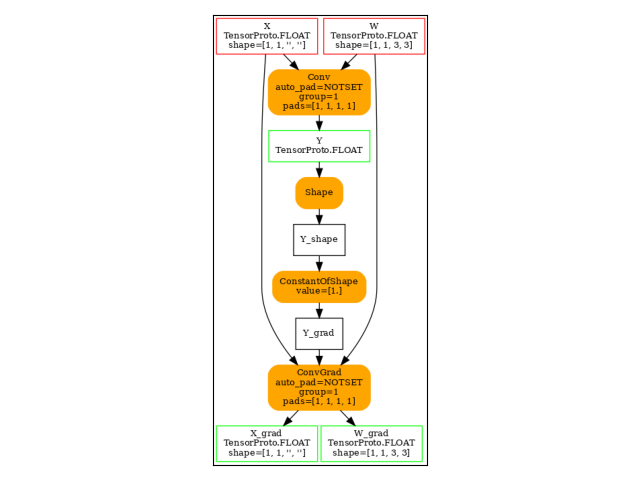 X
TensorProto.FLOAT
shape=[1, 1, '', '']
W
TensorProto.FLOAT
shape=[1, 1, 3, 3]
Conv
auto_pad=NOTSET
group=1
pads=[1, 1, 1, 1]
Y
TensorProto.FLOAT
Shape
Y_shape
ConstantOfShape
value=[1.]
Y_grad
ConvGrad
auto_pad=NOTSET
group=1
pads=[1, 1, 1, 1]
X_grad
TensorProto.FLOAT
shape=[1, 1, '', '']
W_grad
TensorProto.FLOAT
shape=[1, 1, 3, 3]